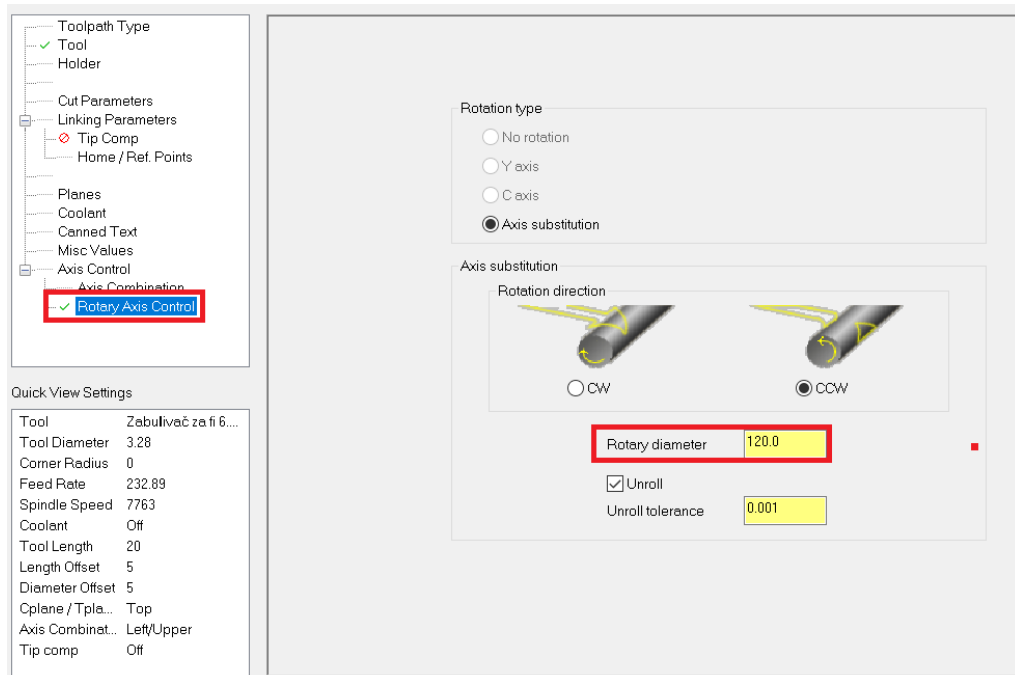 Toolpath Type
Tool
Holder
Cut Parameters
Linking Parameters
Tip Comp
Home / Ref. Points
Planes
Coolant
Canned Text
Misc Values
Axis Control
Axis Combination
Rotary Axis Control
Quick View Settings
Tool Zabulivač za fi 6....
Tool Diameter 3.28
Corner Radius 0
Feed Rate 232.89
Spindle Speed 7763
Coolant Off
Tool Length 20
Length Offset 5
Diameter Offset 5
Cplane / Tpla... Top
Axis Combinat... Left/Upper
Tip comp Off
Rotation type
No rotation
Y axis
C axis
Axis substitution
Axis substitution
Rotation direction
CW CCW
Rotary diameter 120.0
Unroll
Unroll tolerance 0.001